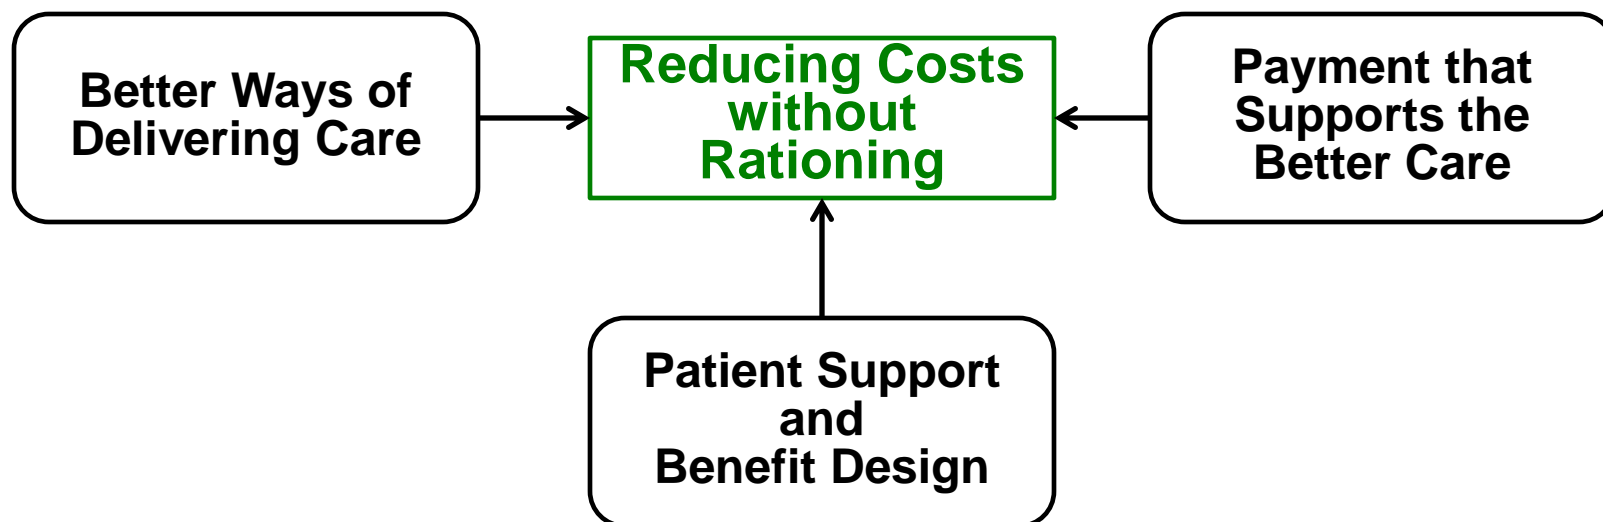 Better Ways of
Delivering Care
Reducing Costs
without
Rationing
Payment that
Supports the
Better Care
Patient Support
and
Benefit Design